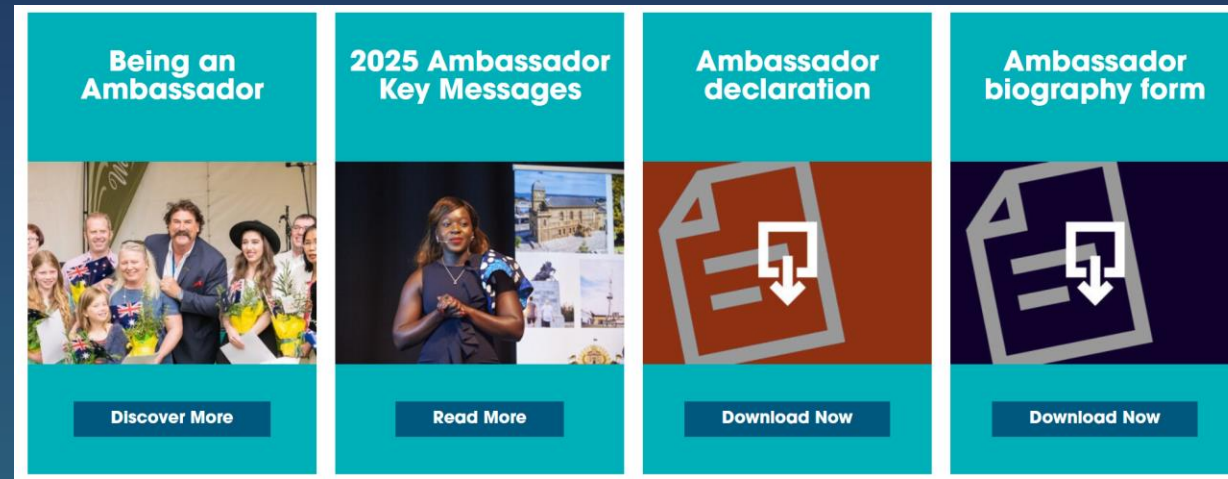 Being an
Ambassador
2025 Ambassador
Key Messages
Ambassador
declaration
Ambassador
biography form
Discover More
Read More
Download Now
Download Now